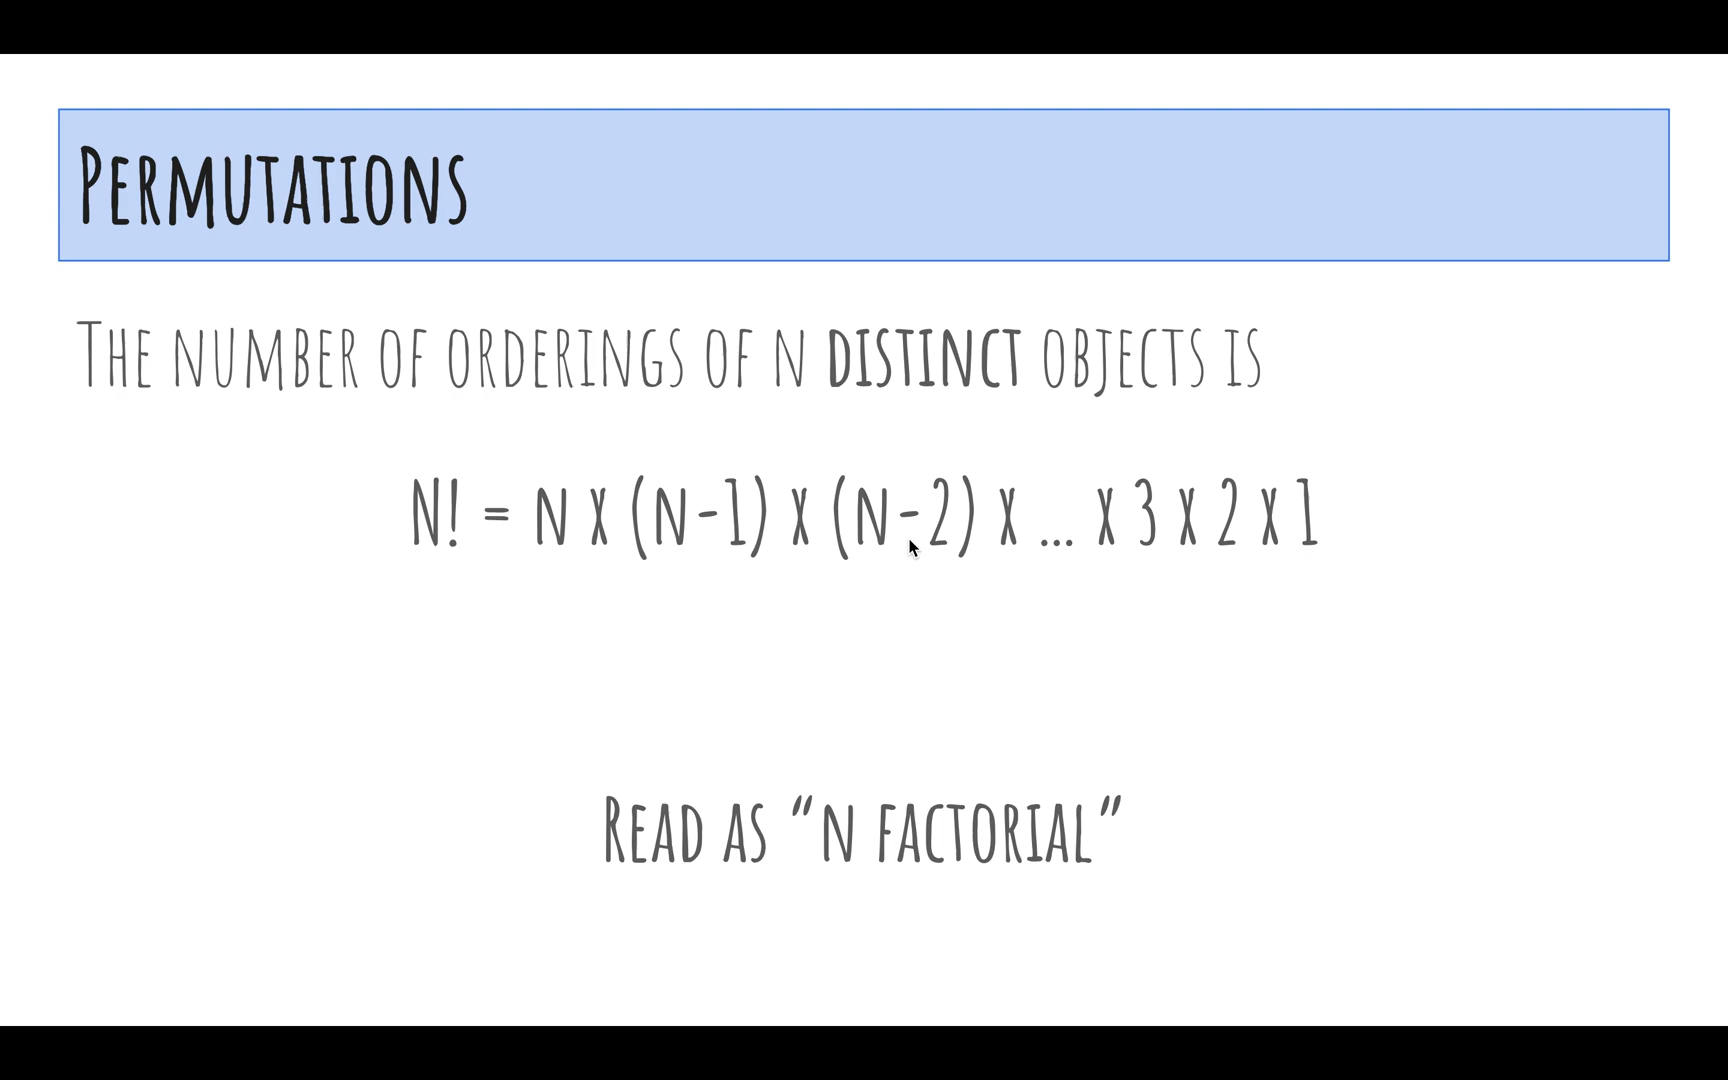 Permutations
The number of orderings of n distinct objects is
N! = n x (n-1) x (n-2) x ... x 3 x 2 x 1
Read as “n factorial”